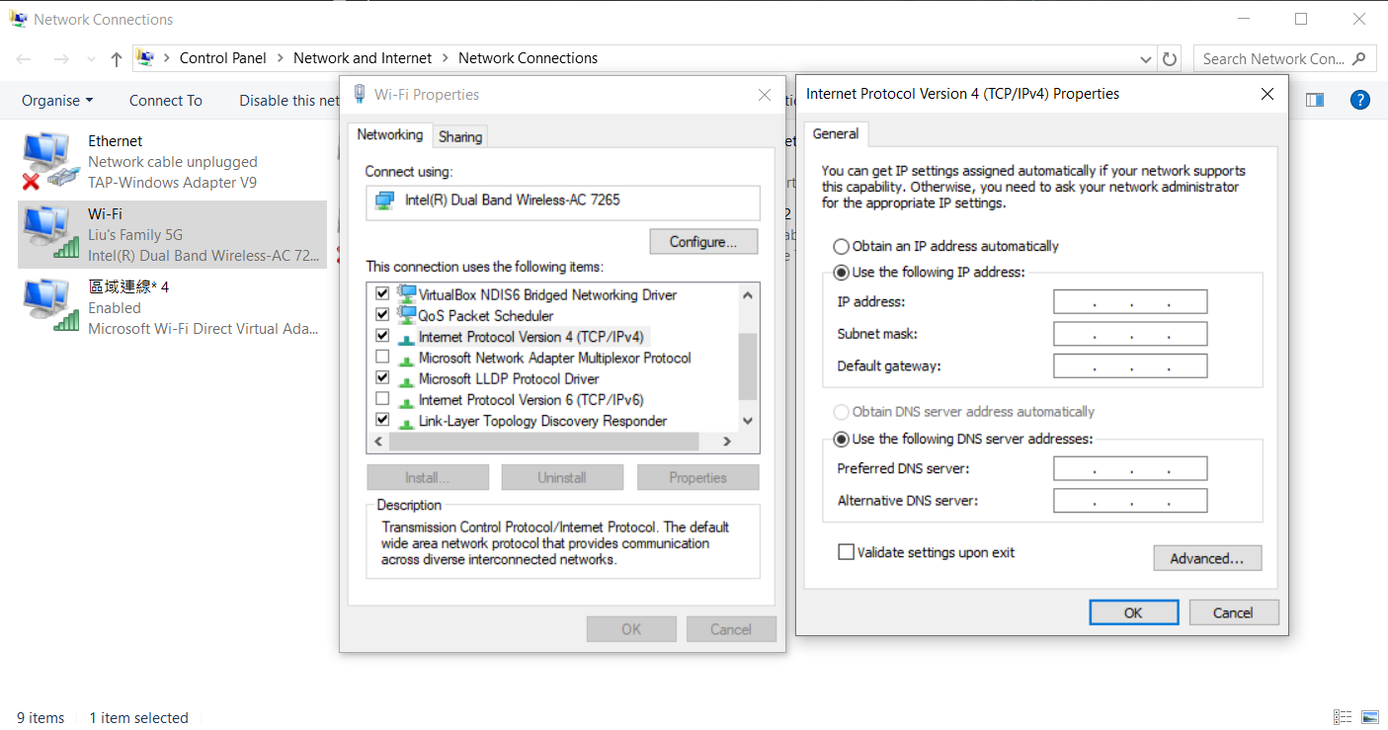 Network Connections
Control Panel > Network and Internet > Network Connections
Search Network Con...
Organise
Connect To
Disable this net
Ethernet
Network cable unplugged
TAP-Windows Adapter V9
Wi-Fi
Liu's Family 5G
Intel(R) Dual Band Wireless-AC 72...
區域連線* 4
Enabled
Microsoft Wi-Fi Direct Virtual Ada...
Wi-Fi Properties
Networking
Sharing
Connect using:
Intel(R) Dual Band Wireless-AC 7265
Configure...
This connection uses the following items:
VirtualBox NDIS6 Bridged Networking Driver
QoS Packet Scheduler
Internet Protocol Version 4 (TCP/IPv4)
Microsoft Network Adapter Multiplexor Protocol
Microsoft LLDP Protocol Driver
Internet Protocol Version 6 (TCP/IPv6)
Link-Layer Topology Discovery Responder
Install...
Uninstall
Properties
Description
Transmission Control Protocol/Internet Protocol. The default
wide area network protocol that provides communication
across diverse interconnected networks.
OK
Cancel
Internet Protocol Version 4 (TCP/IPv4) Properties
General
You can get IP settings assigned automatically if your network supports
this capability. Otherwise, you need to ask your network administrator
for the appropriate IP settings.
Obtain an IP address automatically
Use the following IP address:
IP address:
Subnet mask:
Default gateway:
Obtain DNS server address automatically
Use the following DNS server addresses:
Preferred DNS server:
Alternative DNS server:
Validate settings upon exit
Advanced...
OK
Cancel
9 items
1 item selected